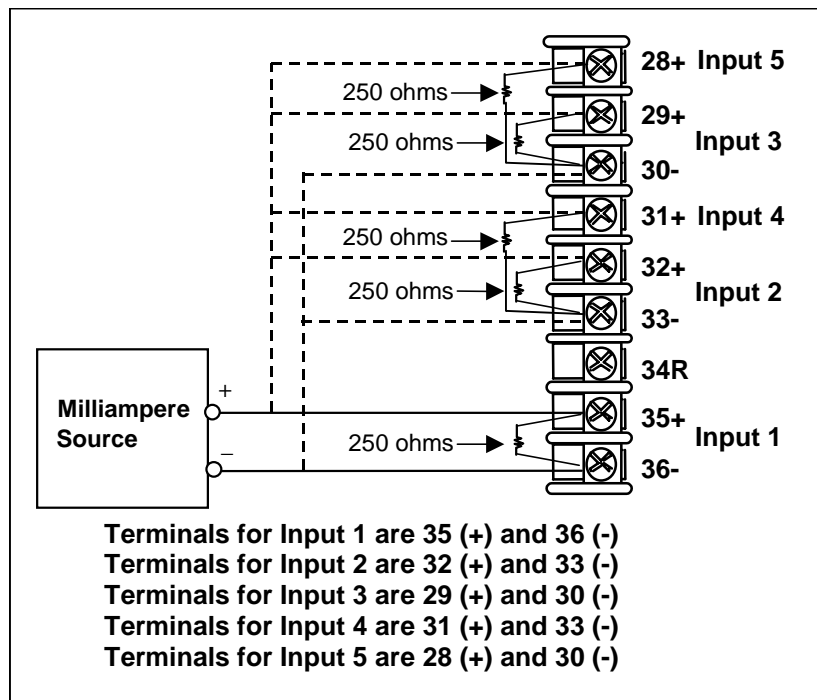 28+ Input 5
250 ohms
29+
250 ohms
Input 3
30-
31+ Input 4
250 ohms
32+
250 ohms
Input 2
33-
34R
+
Milliampere
Source
35+
250 ohms
Input 1
–
36-
Terminals for Input 1 are 35 (+) and 36 (-)
Terminals for Input 2 are 32 (+) and 33 (-)
Terminals for Input 3 are 29 (+) and 30 (-)
Terminals for Input 4 are 31 (+) and 33 (-)
Terminals for Input 5 are 28 (+) and 30 (-)